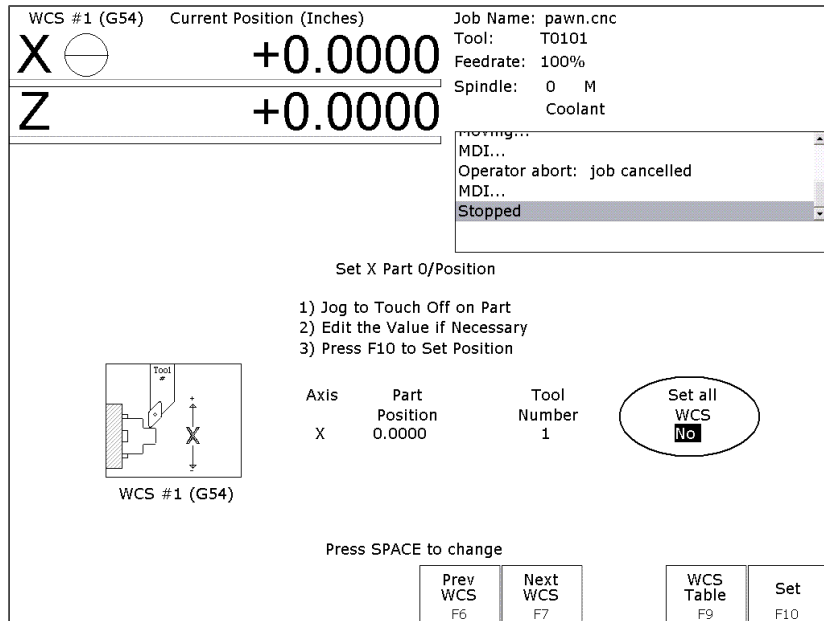 WCS #1 (G54) Current Position (Inches)
X +0.0000
Z +0.0000
Job Name: pawn.cnc
Tool: T0101
Feedrate: 100%
Spindle: 0 M
Coolant
Moving...
MDI...
Operator abort: job cancelled
MDI...
Stopped
Set X Part 0/Position
1) Jog to Touch Off on Part
2) Edit the Value if Necessary
3) Press F10 to Set Position
Tool
#
+
X
-
WCS #1 (G54)
Axis Part Tool Set all
Position Number WCS
X 0.0000 1 No
Press SPACE to change
Prev WCS F6
Next WCS F7
WCS Table F9
Set F10